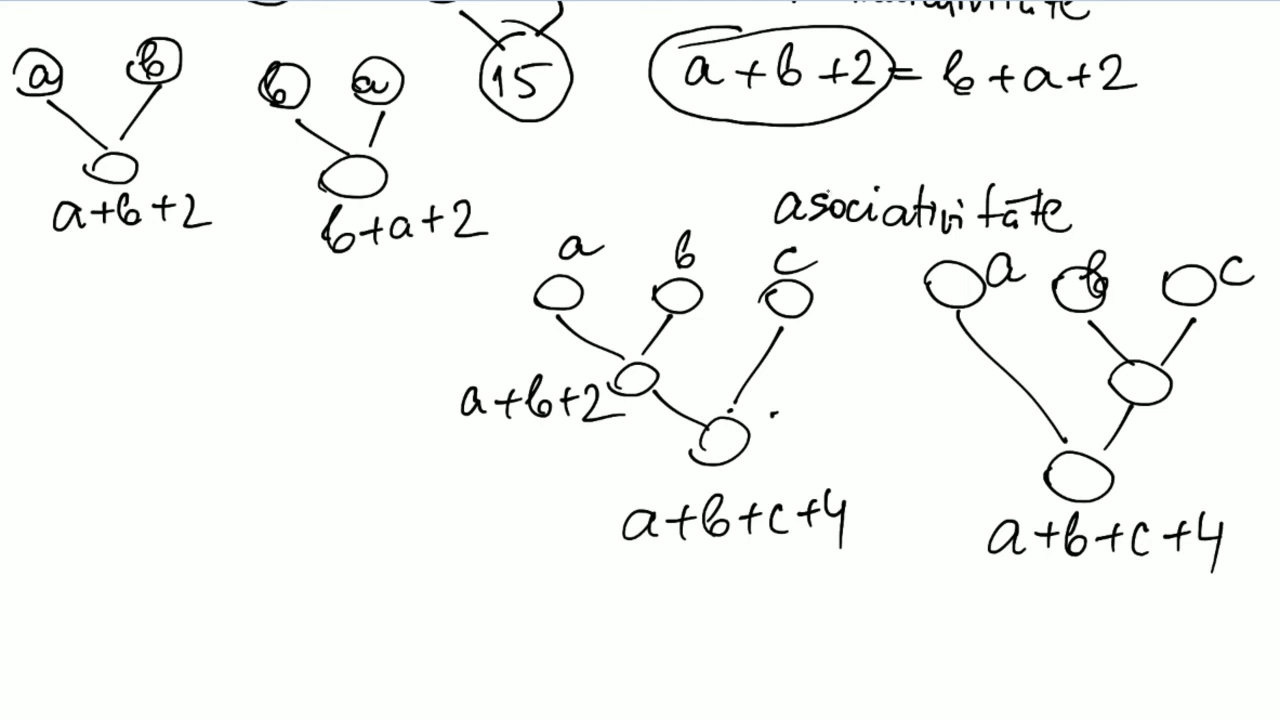 15
a+b+2 = b+a+2
a b
b a
a+b+2
b+a+2
asociativitate
a b c
a b c
a+b+2
a+b+c+4
a+b+c+4